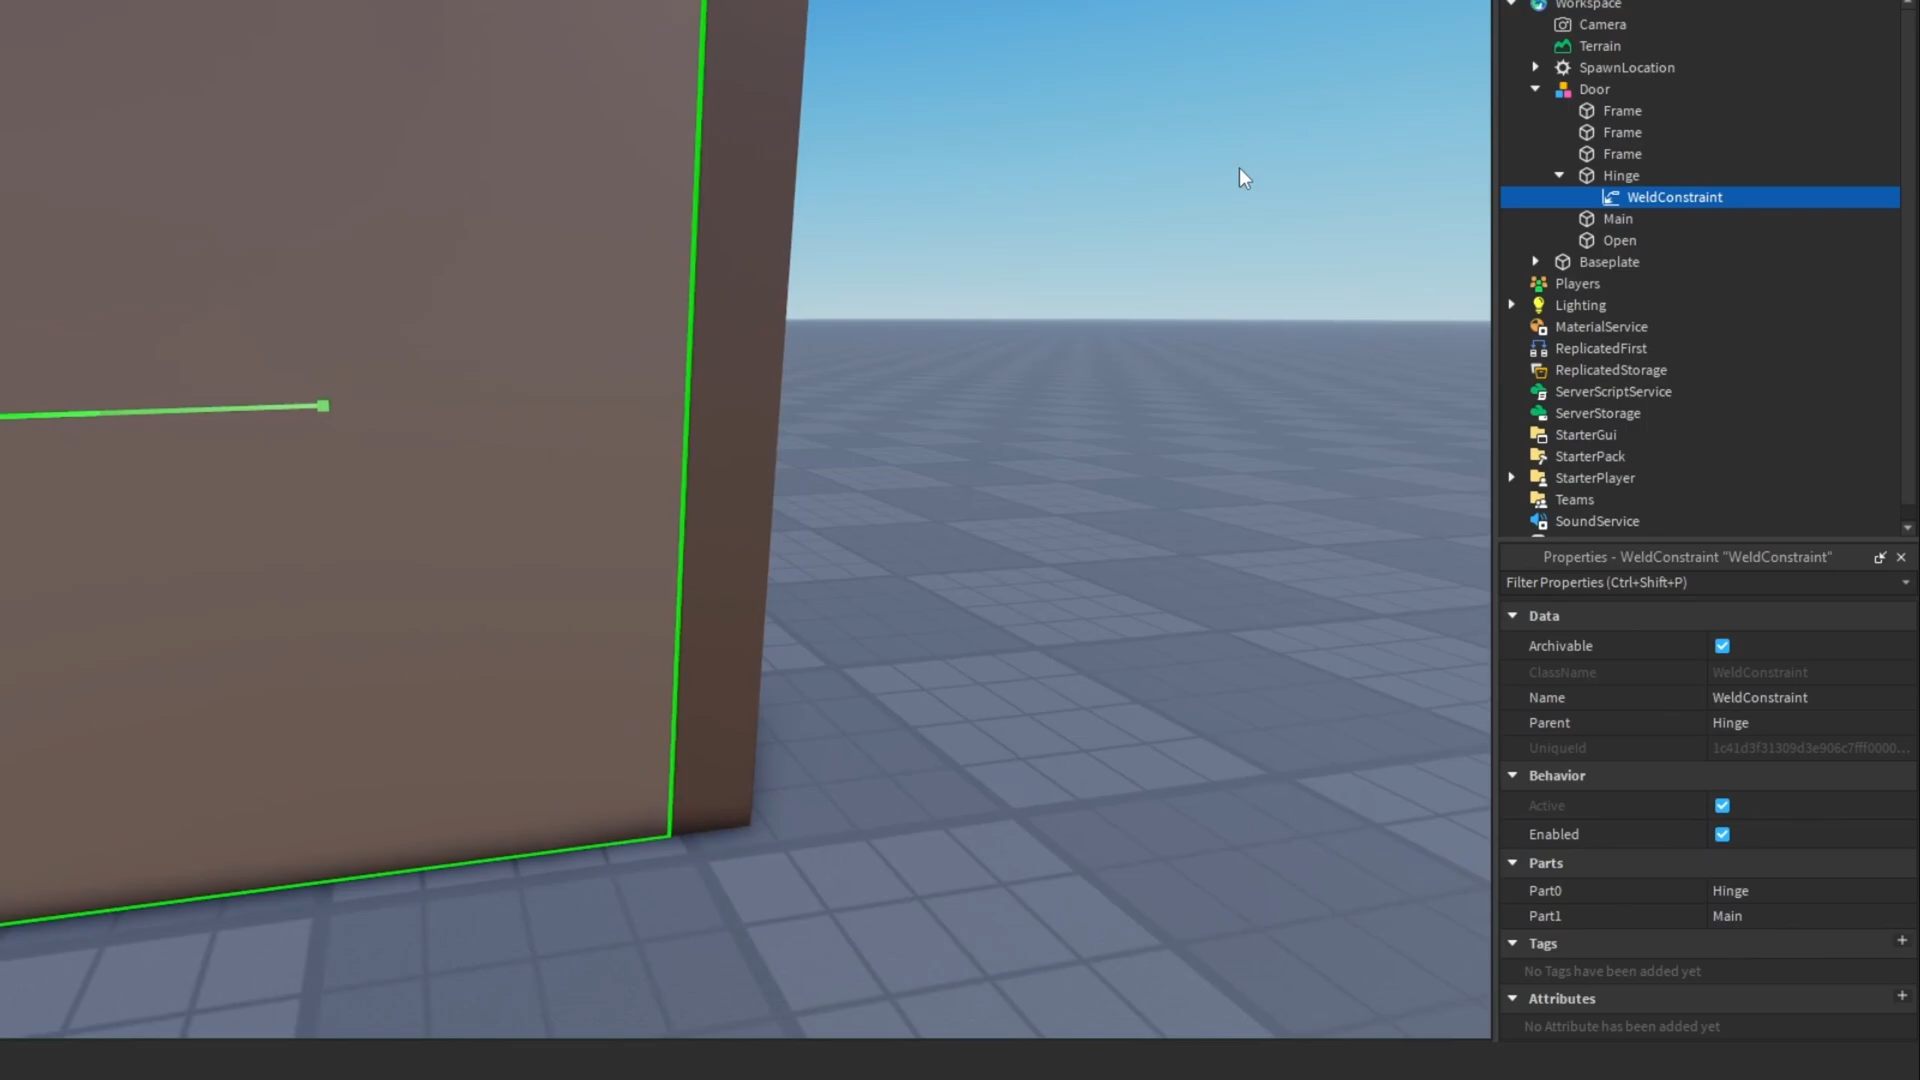 Workspace
Camera
Terrain
SpawnLocation
Door
Frame
Frame
Frame
Hinge
WeldConstraint
Main
Open
Baseplate
Players
Lighting
MaterialService
ReplicatedFirst
ReplicatedStorage
ServerScriptService
ServerStorage
StarterGui
StarterPack
StarterPlayer
Teams
SoundService
Properties - WeldConstraint "WeldConstraint"
Filter Properties (Ctrl+Shift+P)
Data
Archivable
ClassName WeldConstraint
Name WeldConstraint
Parent Hinge
UniqueId 1c41d3f31309d3e906c7fff0000...
Behavior
Active
Enabled
Parts
Part0 Hinge
Part1 Main
Tags +
No Tags have been added yet
Attributes +
No Attribute has been added yet